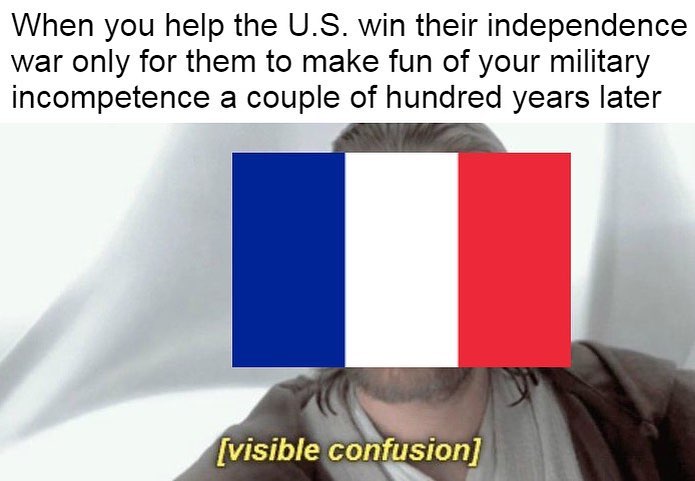 When you help the U.S. win their independence
war only for them to make fun of your military
incompetence a couple of hundred years later
[visible confusion]